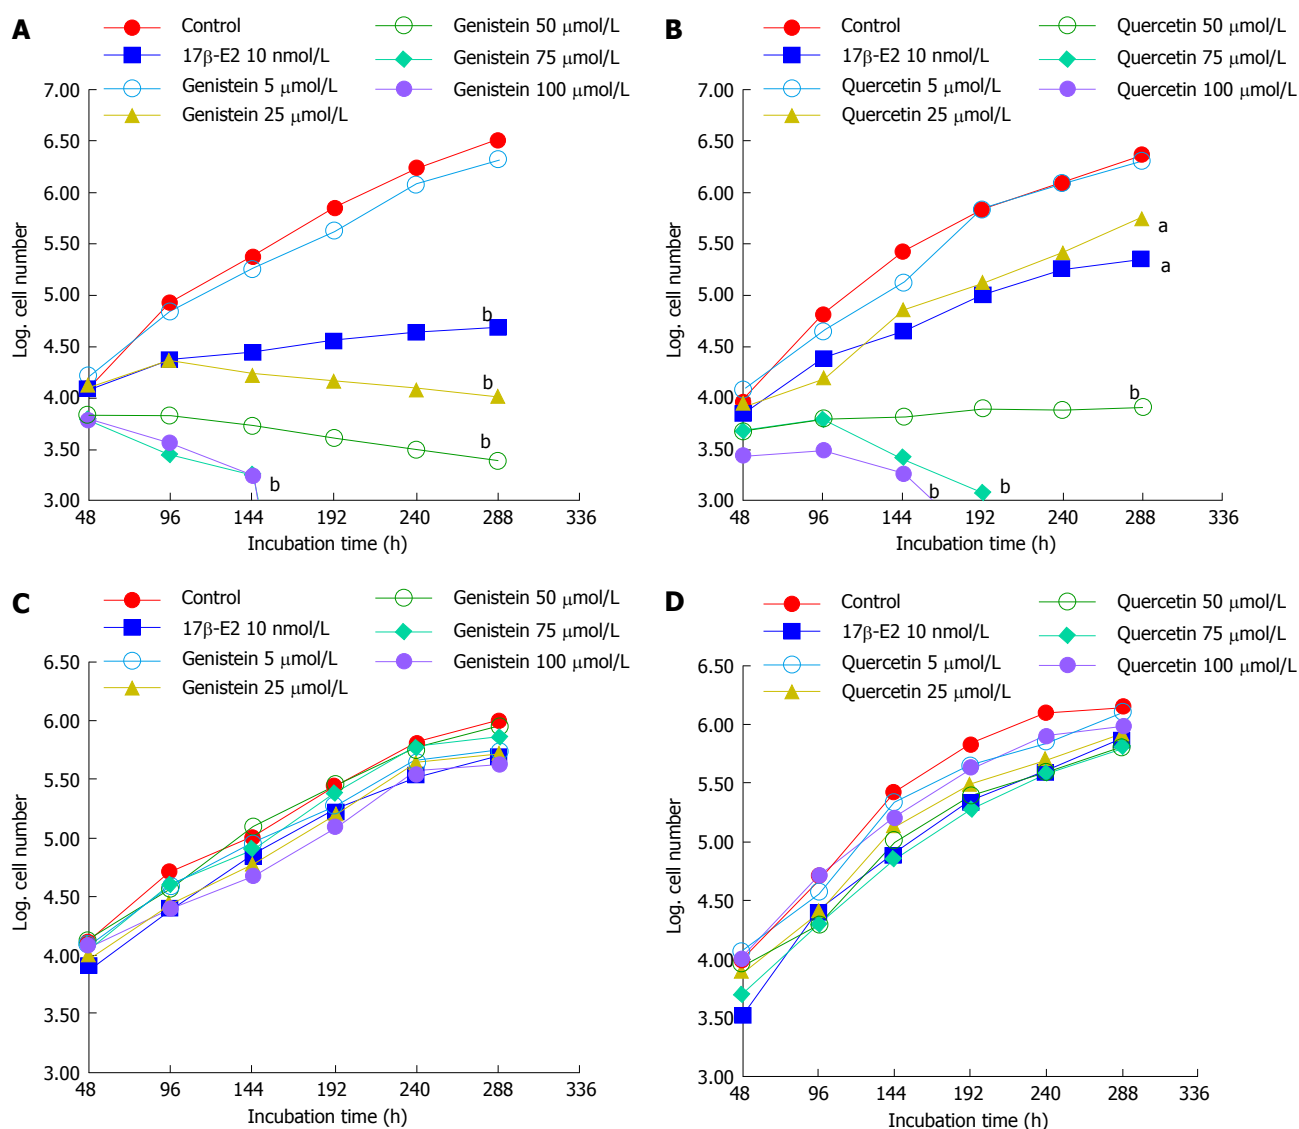 A
Control
17β-E2 10 nmol/L
Genistein 5 μmol/L
Genistein 25 μmol/L
Genistein 50 μmol/L
Genistein 75 μmol/L
Genistein 100 μmol/L
7.00
6.50
6.00
5.50
5.00
4.50
4.00
3.50
3.00
Log. cell number
b
b
b
b
48 96 144 192 240 288 336
Incubation time (h)
B
Control
17β-E2 10 nmol/L
Quercetin 5 μmol/L
Quercetin 25 μmol/L
Quercetin 50 μmol/L
Quercetin 75 μmol/L
Quercetin 100 μmol/L
7.00
6.50
6.00
5.50
5.00
4.50
4.00
3.50
3.00
Log. cell number
a
a
b
b
b
48 96 144 192 240 288 336
Incubation time (h)
C
Control
17β-E2 10 nmol/L
Genistein 5 μmol/L
Genistein 25 μmol/L
Genistein 50 μmol/L
Genistein 75 μmol/L
Genistein 100 μmol/L
6.50
6.00
5.50
5.00
4.50
4.00
3.50
3.00
Log. cell number
48 96 144 192 240 288 336
Incubation time (h)
D
Control
17β-E2 10 nmol/L
Quercetin 5 μmol/L
Quercetin 25 μmol/L
Quercetin 50 μmol/L
Quercetin 75 μmol/L
Quercetin 100 μmol/L
6.50
6.00
5.50
5.00
4.50
4.00
3.50
3.00
Log. cell number
48 96 144 192 240 288 336
Incubation time (h)